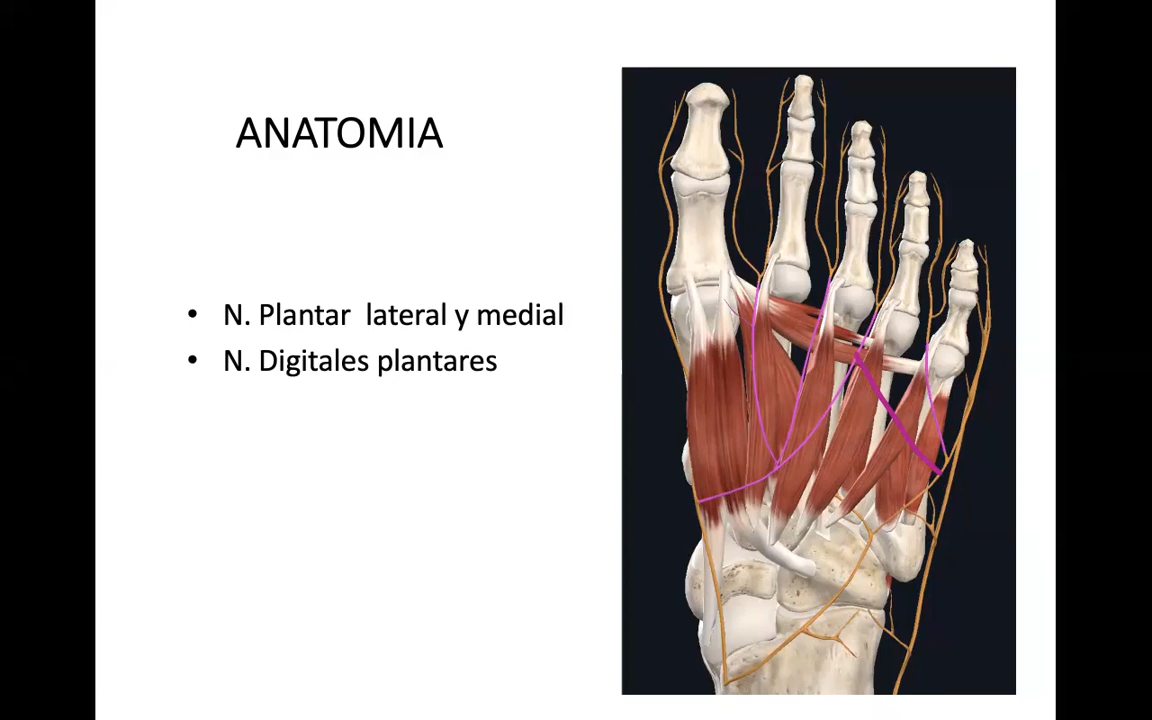 ANATOMIA
• N. Plantar lateral y medial
• N. Digitales plantares